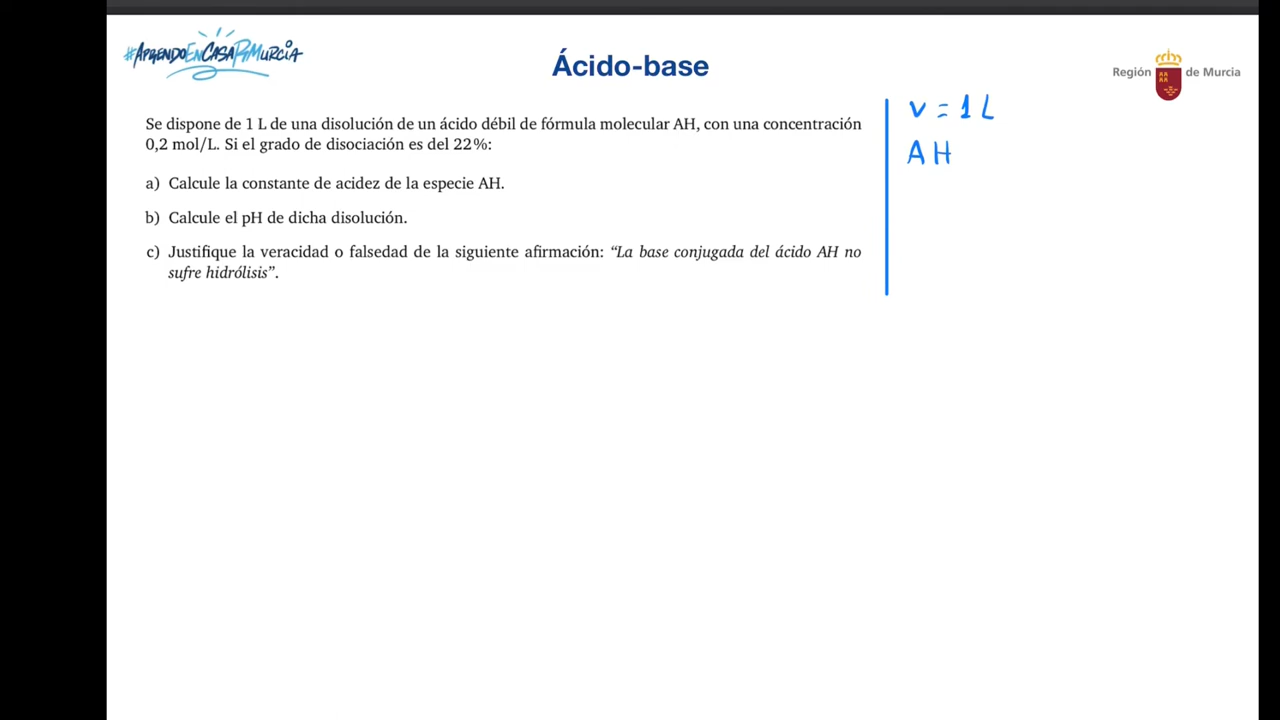 #APRENDOENCASARMURCIA
Ácido-base
Región de Murcia
Se dispone de 1 L de una disolución de un ácido débil de fórmula molecular AH, con una concentración
0,2 mol/L. Si el grado de disociación es del 22%:
a) Calcule la constante de acidez de la especie AH.
b) Calcule el pH de dicha disolución.
c) Justifique la veracidad o falsedad de la siguiente afirmación: “La base conjugada del ácido AH no
sufre hidrólisis”.
V = 1 L
AH